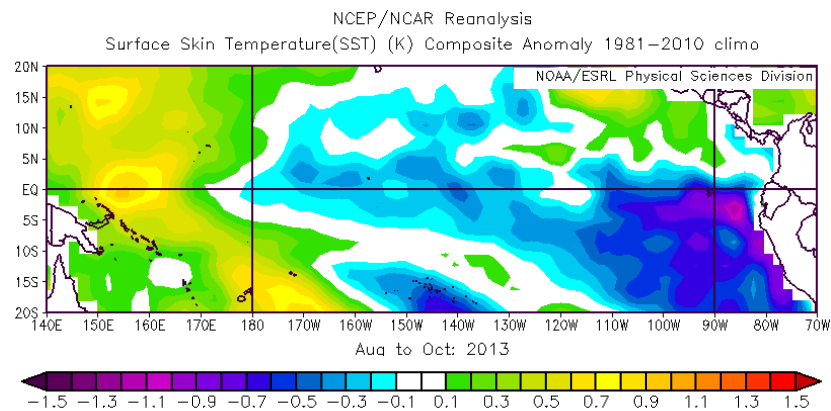 NCEP/NCAR Reanalysis
Surface Skin Temperature(SST) (K) Composite Anomaly 1981−2010 climo
NOAA/ESRL Physical Sciences Division
20N
15N
10N
5N
EQ
5S
10S
15S
20S
140E 150E 160E 170E 180 170W 160W 150W 140W 130W 120W 110W 100W 90W 80W 70W
Aug to Oct: 2013
−1.5 −1.3 −1.1 −0.9 −0.7 −0.5 −0.3 −0.1 0.1 0.3 0.5 0.7 0.9 1.1 1.3 1.5